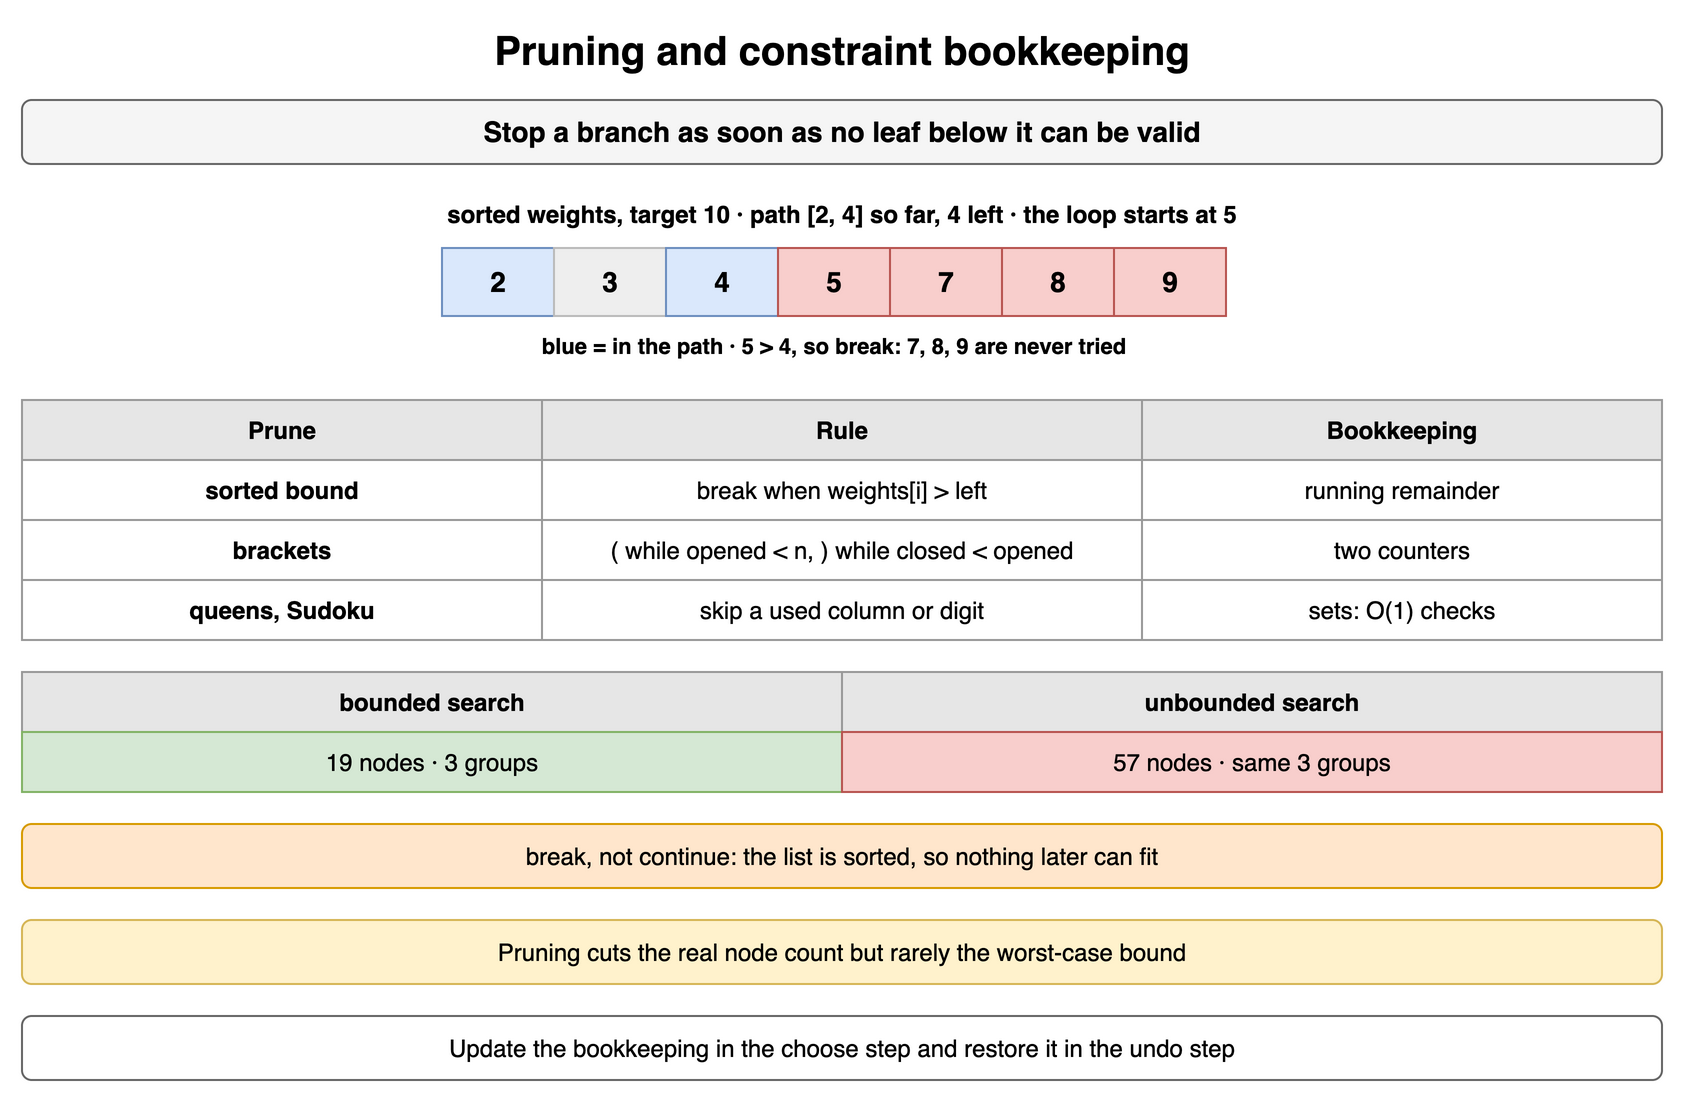 Pruning and constraint bookkeeping
Stop a branch as soon as no leaf below it can be valid
sorted weights, target 10 · path [2, 4] so far, 4 left · the loop starts at 5
2 3 4 5 7 8 9
blue = in the path · 5 > 4, so break: 7, 8, 9 are never tried
Prune Rule Bookkeeping
sorted bound break when weights[i] > left running remainder
brackets ( while opened < n, ) while closed < opened two counters
queens, Sudoku skip a used column or digit sets: O(1) checks
bounded search unbounded search
19 nodes · 3 groups 57 nodes · same 3 groups
break, not continue: the list is sorted, so nothing later can fit
Pruning cuts the real node count but rarely the worst-case bound
Update the bookkeeping in the choose step and restore it in the undo step